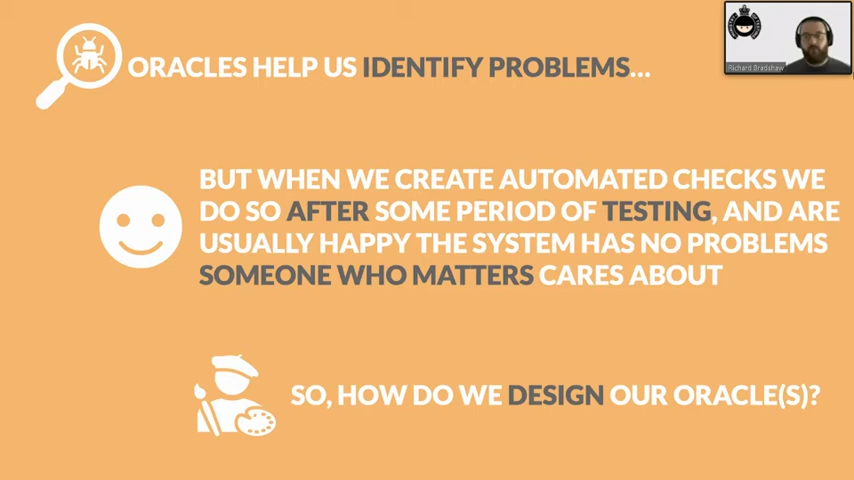 ORACLES HELP US IDENTIFY PROBLEMS...
BUT WHEN WE CREATE AUTOMATED CHECKS WE
DO SO AFTER SOME PERIOD OF TESTING, AND ARE
USUALLY HAPPY THE SYSTEM HAS NO PROBLEMS
SOMEONE WHO MATTERS CARES ABOUT
SO, HOW DO WE DESIGN OUR ORACLE(S)?
Richard Bradshaw